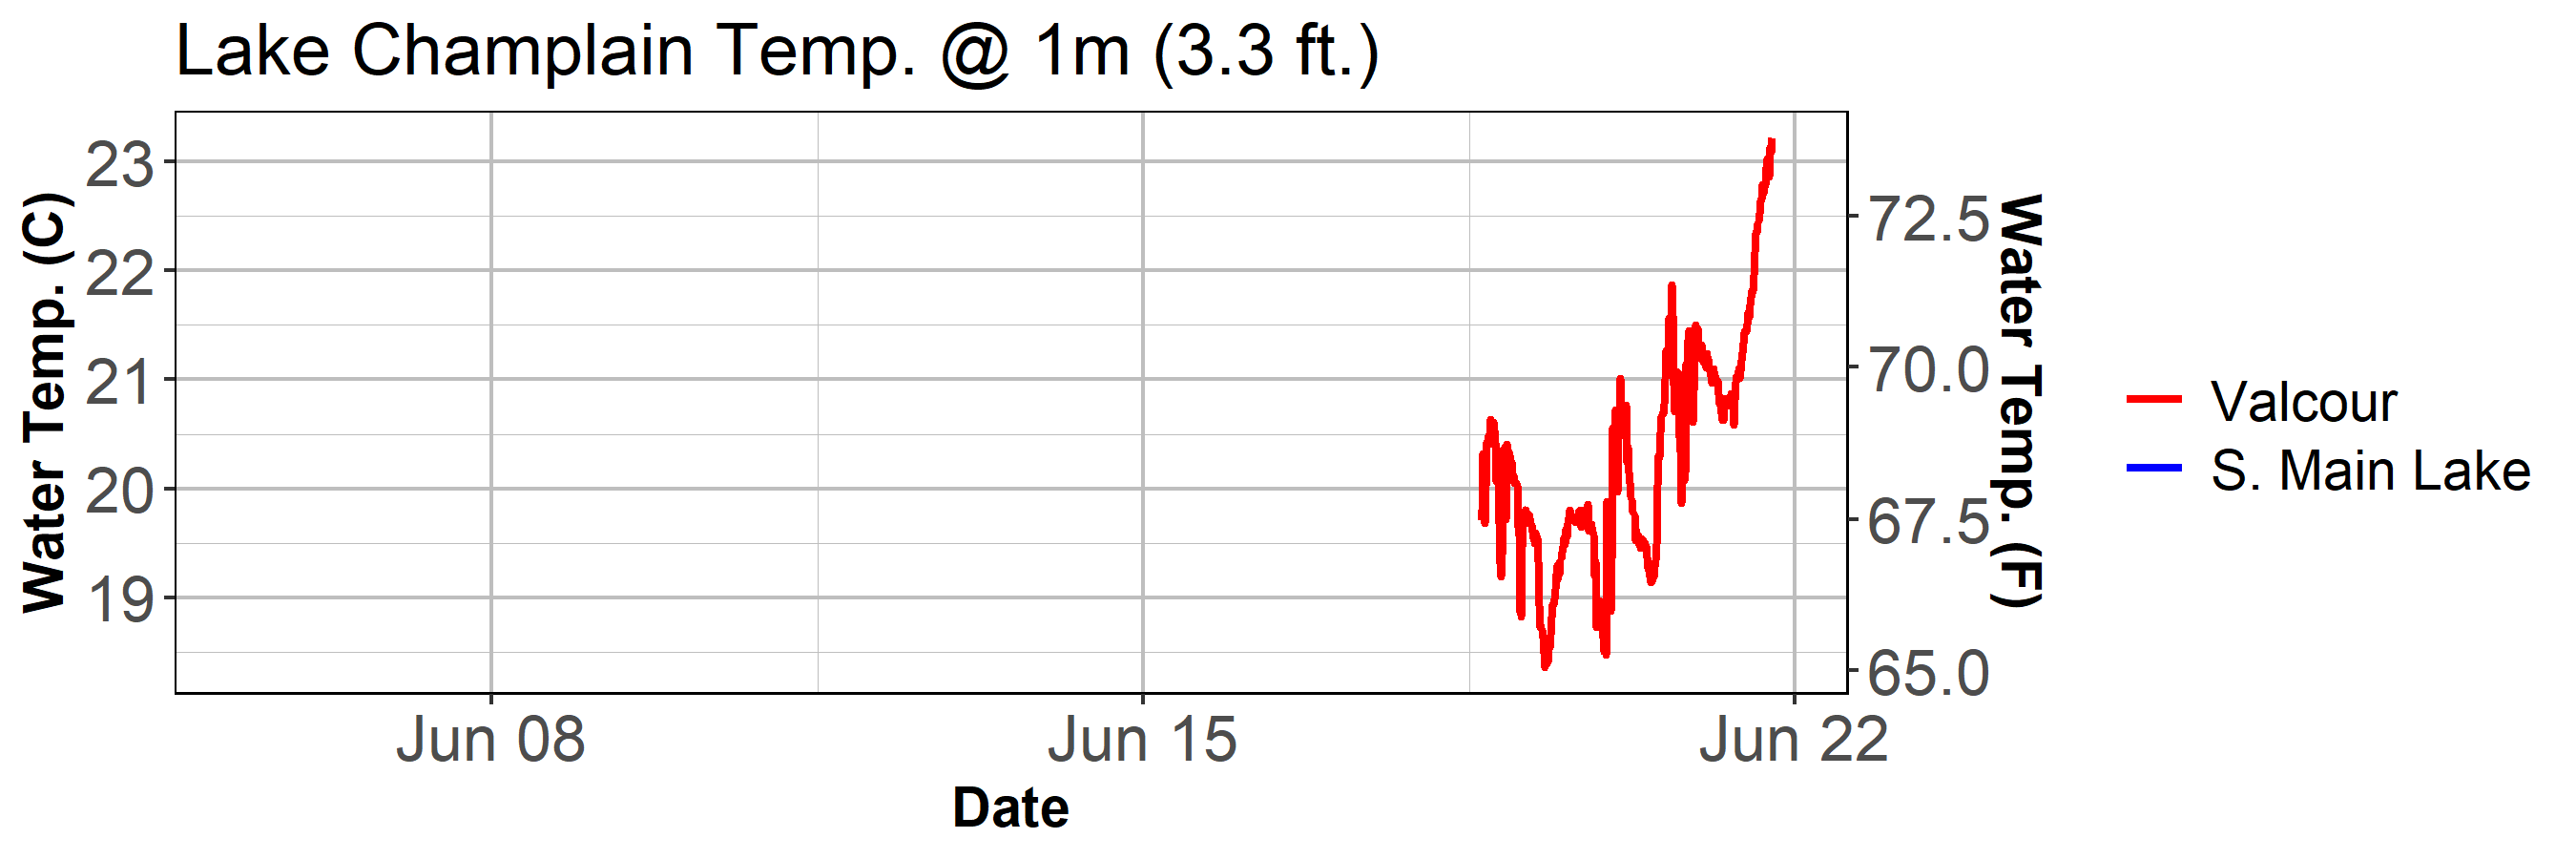 Lake Champlain Temp. @ 1m (3.3 ft.)
Water Temp. (C)
23
22
21
20
19
72.5
70.0
67.5
65.0
Water Temp. (F)
Valcour
S. Main Lake
Jun 08
Jun 15
Jun 22
Date